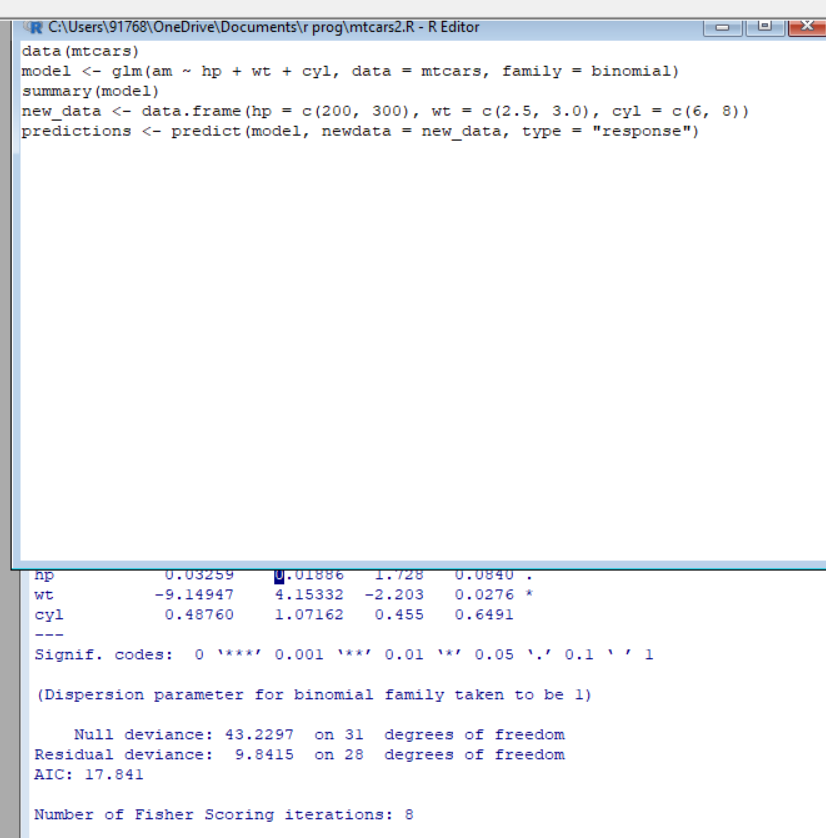 C:\Users\91768\OneDrive\Documents\r prog\mtcars2.R - R Editor
data(mtcars)
model <- glm(am ~ hp + wt + cyl, data = mtcars, family = binomial)
summary(model)
new_data <- data.frame(hp = c(200, 300), wt = c(2.5, 3.0), cyl = c(6, 8))
predictions <- predict(model, newdata = new_data, type = "response")
hp 0.03259 0.01886 1.728 0.0840 .
wt -9.14947 4.15332 -2.203 0.0276 *
cyl 0.48760 1.07162 0.455 0.6491
---
Signif. codes: 0 ‘***’ 0.001 ‘**’ 0.01 ‘*’ 0.05 ‘.’ 0.1 ‘ ’ 1
(Dispersion parameter for binomial family taken to be 1)
Null deviance: 43.2297 on 31 degrees of freedom
Residual deviance: 9.8415 on 28 degrees of freedom
AIC: 17.841
Number of Fisher Scoring iterations: 8